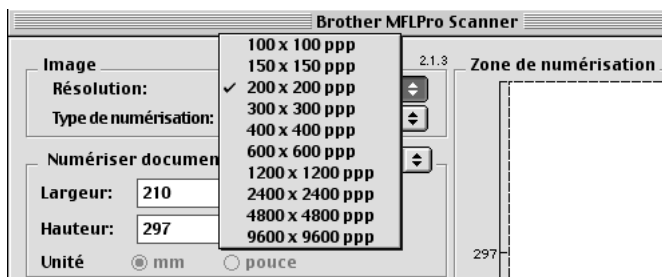 Brother MFLPro Scanner
Image
2.1.3
Résolution:
Type de numérisation:
100 x 100 ppp
150 x 150 ppp
✓ 200 x 200 ppp
300 x 300 ppp
400 x 400 ppp
600 x 600 ppp
1200 x 1200 ppp
2400 x 2400 ppp
4800 x 4800 ppp
9600 x 9600 ppp
Numériser documen
Largeur: 210
Hauteur: 297
Unité mm pouce
Zone de numérisation
297